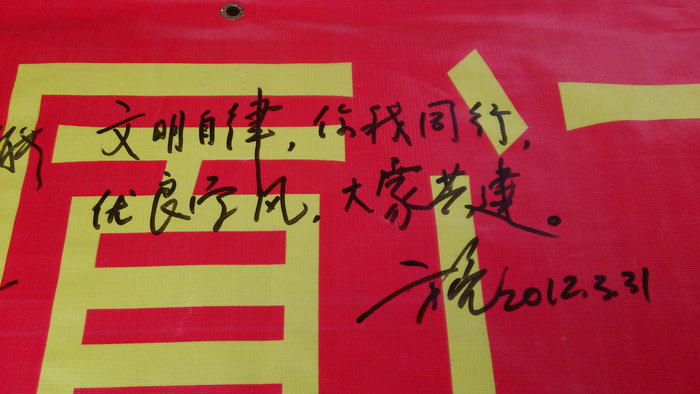 文明自律，你我同行，
优良学风，大家共建。
2012.3.31